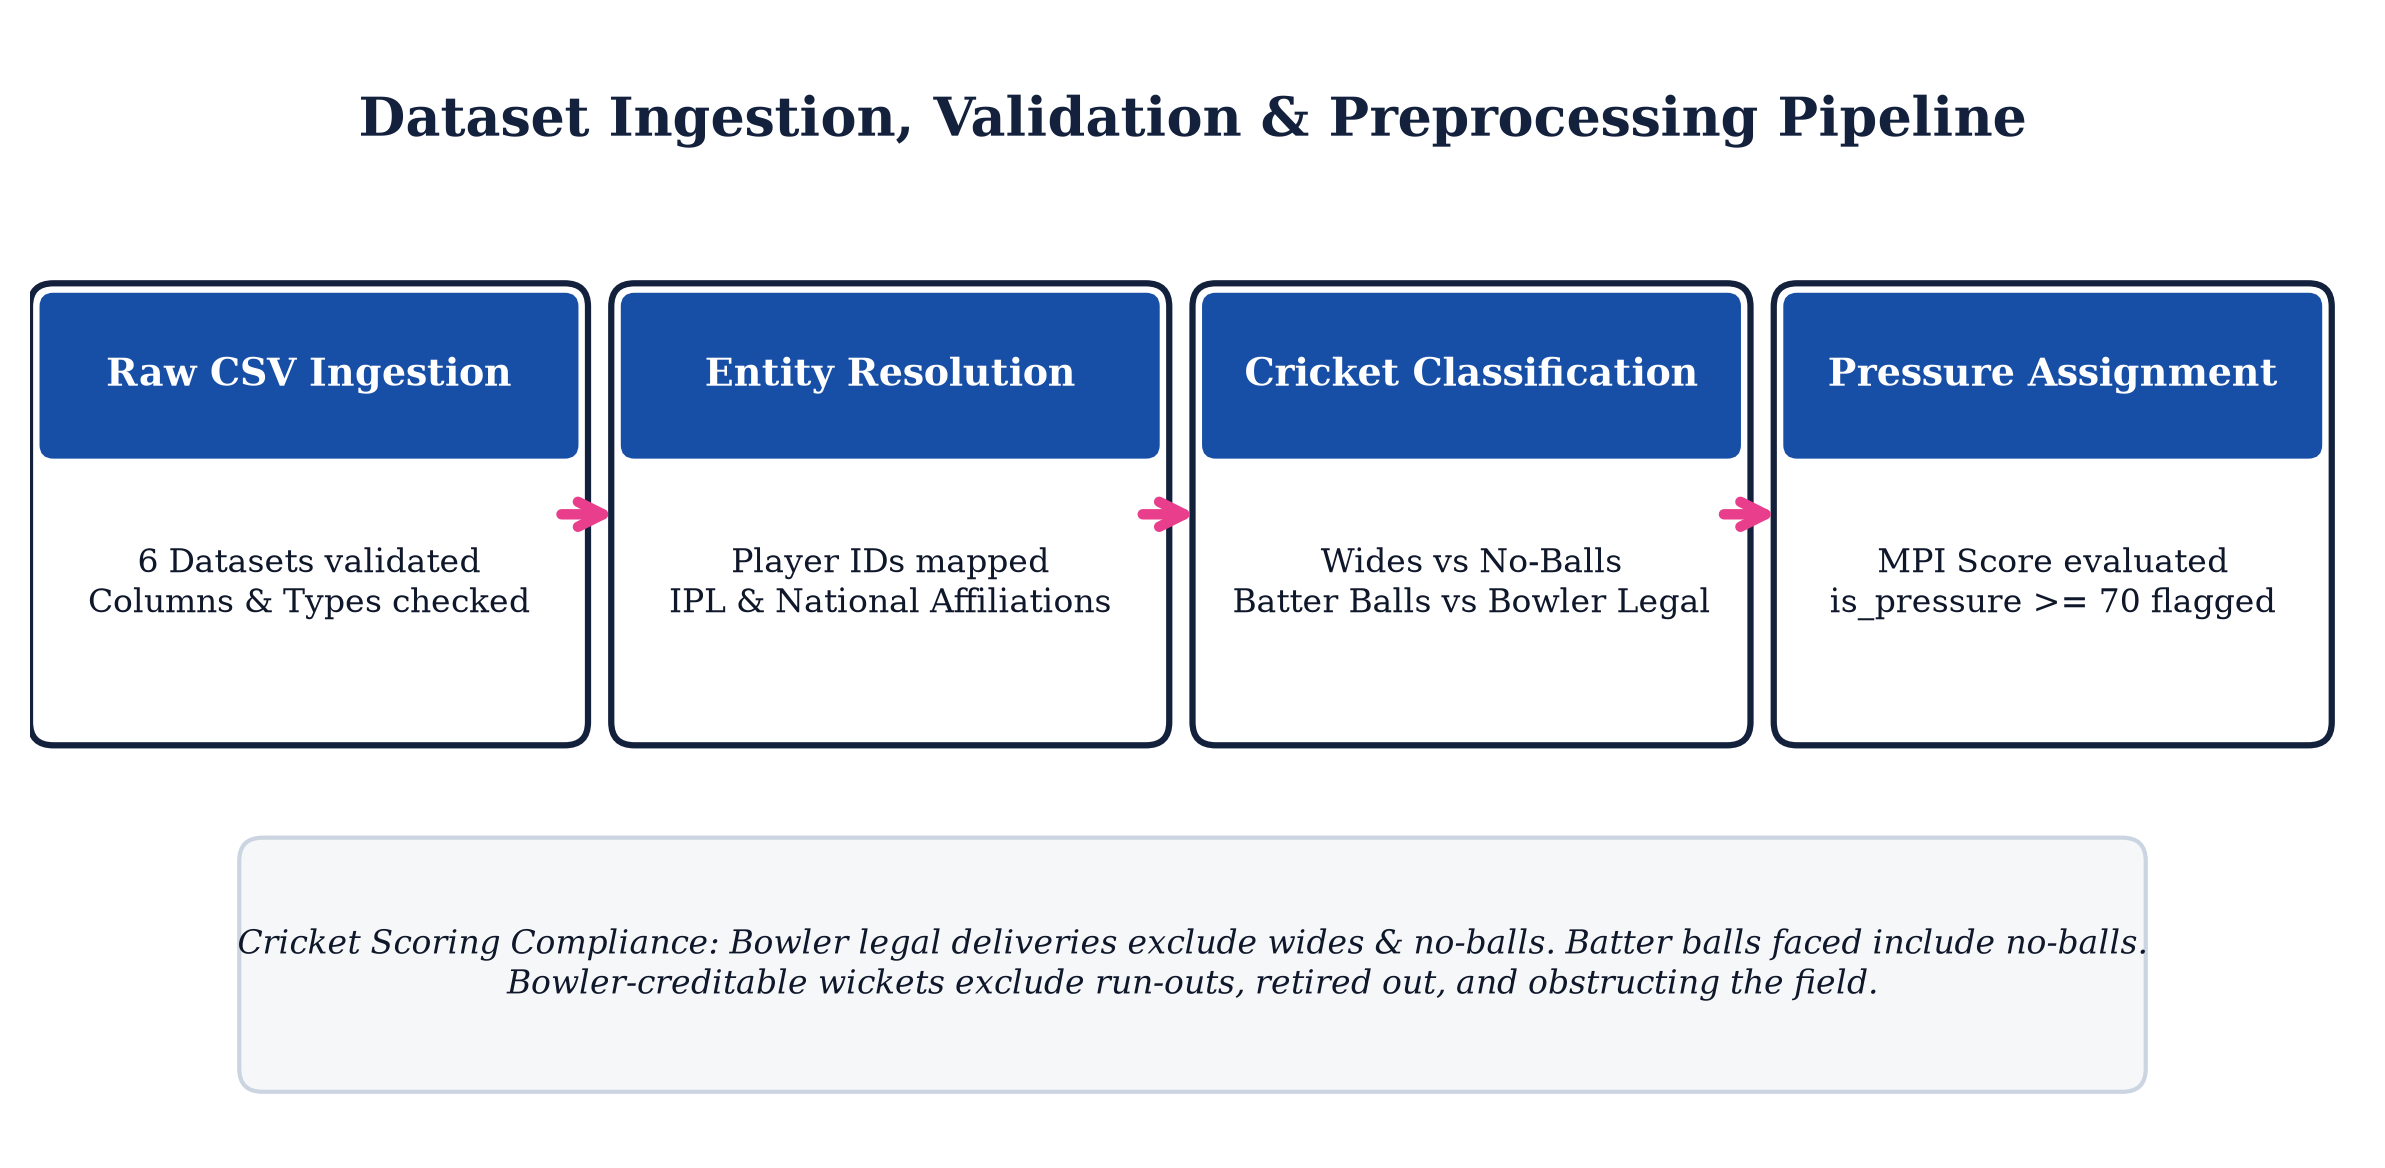 Dataset Ingestion, Validation & Preprocessing Pipeline
Raw CSV Ingestion
6 Datasets validated
Columns & Types checked
Entity Resolution
Player IDs mapped
IPL & National Affiliations
Cricket Classification
Wides vs No-Balls
Batter Balls vs Bowler Legal
Pressure Assignment
MPI Score evaluated
is_pressure >= 70 flagged
Cricket Scoring Compliance: Bowler legal deliveries exclude wides & no-balls. Batter balls faced include no-balls.
Bowler-creditable wickets exclude run-outs, retired out, and obstructing the field.